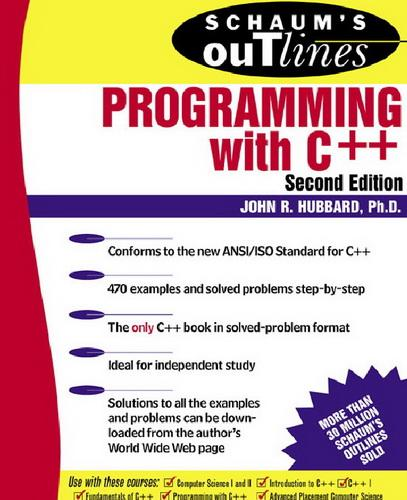 SCHAUM'S
ouTlines
PROGRAMMING
with C++
Second Edition
JOHN R. HUBBARD, Ph.D.
Conforms to the new ANSI/ISO Standard for C++
470 examples and solved problems step-by-step
The only C++ book in solved-problem format
Ideal for independent study
Solutions to all the examples
and problems can be down-
loaded from the author's
World Wide Web page
MORE THAN
30 MILLION
SCHAUM'S
OUTLINES
SOLD
Use with these courses: Computer Science I and II Introduction to C++ C++ I
Fundamentals of C++ Programming with C++ Advanced Placement Computer Science